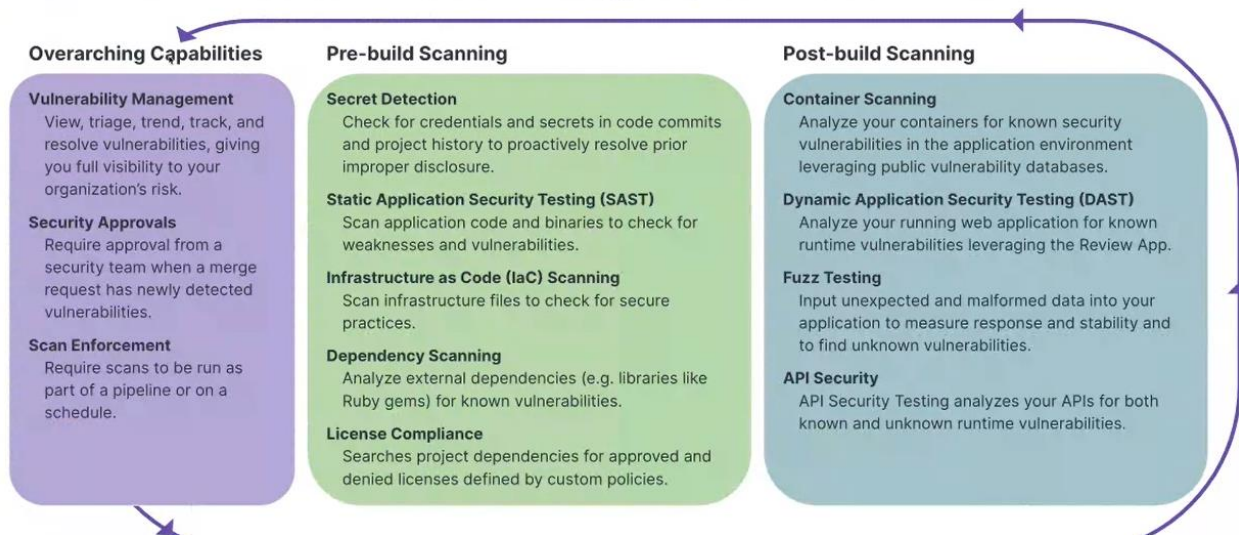 Overarching Capabilities
Vulnerability Management
View, triage, trend, track, and
resolve vulnerabilities, giving
you full visibility to your
organization's risk.
Security Approvals
Require approval from a
security team when a merge
request has newly detected
vulnerabilities.
Scan Enforcement
Require scans to be run as
part of a pipeline or on a
schedule.
Pre-build Scanning
Secret Detection
Check for credentials and secrets in code commits
and project history to proactively resolve prior
improper disclosure.
Static Application Security Testing (SAST)
Scan application code and binaries to check for
weaknesses and vulnerabilities.
Infrastructure as Code (IaC) Scanning
Scan infrastructure files to check for secure
practices.
Dependency Scanning
Analyze external dependencies (e.g. libraries like
Ruby gems) for known vulnerabilities.
License Compliance
Searches project dependencies for approved and
denied licenses defined by custom policies.
Post-build Scanning
Container Scanning
Analyze your containers for known security
vulnerabilities in the application environment
leveraging public vulnerability databases.
Dynamic Application Security Testing (DAST)
Analyze your running web application for known
runtime vulnerabilities leveraging the Review App.
Fuzz Testing
Input unexpected and malformed data into your
application to measure response and stability and
to find unknown vulnerabilities.
API Security
API Security Testing analyzes your APIs for both
known and unknown runtime vulnerabilities.